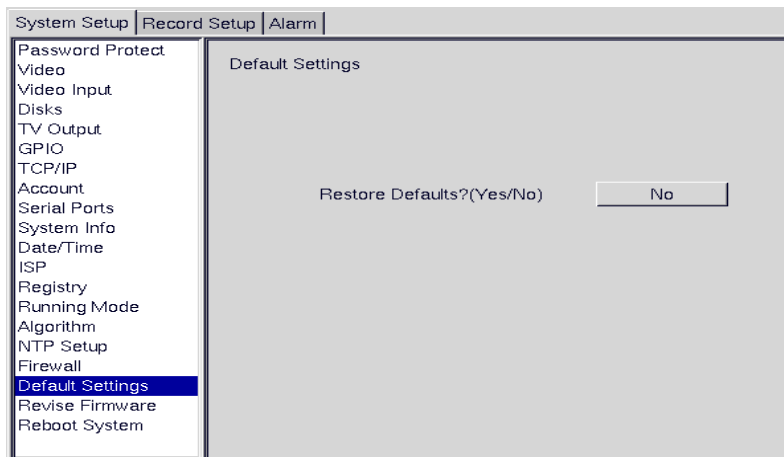 System Setup Record Setup Alarm
Password Protect
Video
Video Input
Disks
TV Output
GPIO
TCP/IP
Account
Serial Ports
System Info
Date/Time
ISP
Registry
Running Mode
Algorithm
NTP Setup
Firewall
Default Settings
Revise Firmware
Reboot System
Default Settings
Restore Defaults?(Yes/No) No